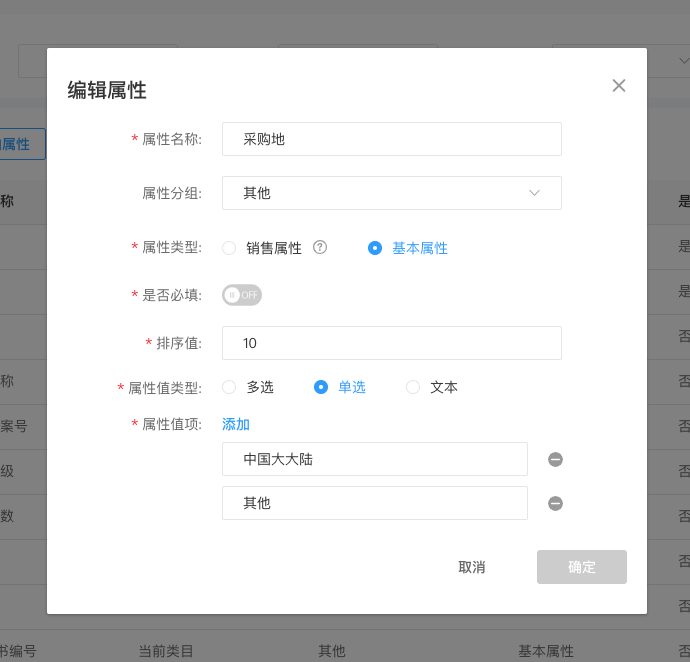 属性
编辑属性
* 属性名称: 采购地
称
属性分组: 其他
是
* 属性类型: 销售属性 ? 基本属性
是
* 是否必填: OFF
是
* 排序值: 10
否
* 属性值类型: 多选 单选 文本
称
否
* 属性值项: 添加
案号
否
中国大大陆
级
否
其他
数
否
取消 确定
否
否
书编号 当前类目 其他 基本属性 否